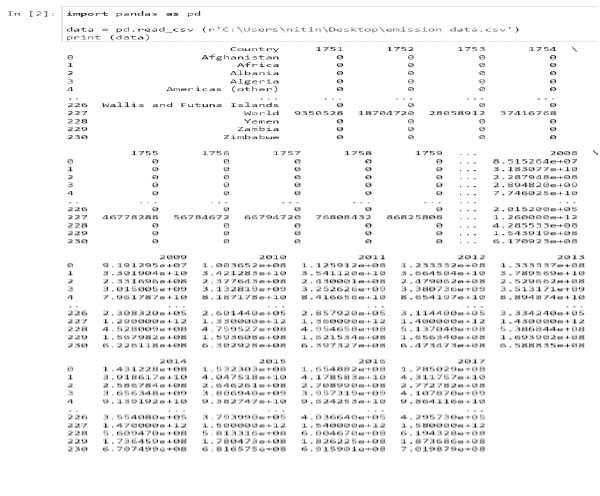 In [2]: import pandas as pd
data = pd.read_csv (r'C:\Users\nitin\Desktop\emission data.csv')
print (data)
Country 1751 1752 1753 1754 \
0 Afghanistan 0 0 0 0
1 Africa 0 0 0 0
2 Albania 0 0 0 0
3 Algeria 0 0 0 0
4 Americas (other) 0 0 0 0
.. ... ... ... ... ...
226 Wallis and Futuna Islands 0 0 0 0
227 World 9350528 18704720 28058912 37416768
228 Yemen 0 0 0 0
229 Zambia 0 0 0 0
230 Zimbabwe 0 0 0 0
1755 1756 1757 1758 1759 ... 2008 \
0 0 0 0 0 0 ... 8.515264e+07
1 0 0 0 0 0 ... 3.183077e+10
2 0 0 0 0 0 ... 2.287948e+08
3 0 0 0 0 0 ... 2.894820e+09
4 0 0 0 0 0 ... 7.746025e+10
.. ... ... ... ... ... ... ...
226 0 0 0 0 0 ... 2.015200e+05
227 46778288 56784672 66794720 76808432 86825808 ... 1.260000e+12
228 0 0 0 0 0 ... 4.285553e+08
229 0 0 0 0 0 ... 1.543919e+08
230 0 0 0 0 0 ... 6.170923e+08
2009 2010 2011 2012 2013
0 9.191295e+07 1.003652e+08 1.125912e+08 1.233332e+08 1.333337e+08
1 3.301904e+10 3.421283e+10 3.541120e+10 3.664504e+10 3.789569e+10
2 2.331696e+08 2.377643e+08 2.430001e+08 2.479062e+08 2.529662e+08
3 3.015005e+09 3.132819e+09 3.252626e+09 3.380736e+09 3.513171e+09
4 7.961787e+10 8.187178e+10 8.416656e+10 8.654197e+10 8.894874e+10
.. ... ... ... ... ...
226 2.308320e+05 2.601440e+05 2.857920e+05 3.114400e+05 3.334240e+05
227 1.290000e+12 1.330000e+12 1.360000e+12 1.400000e+12 1.430000e+12
228 4.528009e+08 4.759527e+08 4.954658e+08 5.137040e+08 5.386844e+08
229 1.567982e+08 1.593608e+08 1.621534e+08 1.656340e+08 1.693902e+08
230 6.226118e+08 6.302928e+08 6.397327e+08 6.473473e+08 6.588835e+08
2014 2015 2016 2017
0 1.431228e+08 1.532303e+08 1.654882e+08 1.785029e+08
1 3.918617e+10 4.047518e+10 4.178583e+10 4.311757e+10
2 2.586784e+08 2.646261e+08 2.708990e+08 2.772782e+08
3 3.656348e+09 3.806940e+09 3.957319e+09 4.107870e+09
4 9.139192e+10 9.382747e+10 9.624253e+10 9.864116e+10
.. ... ... ... ...
226 3.554080e+05 3.793990e+05 4.036640e+05 4.295730e+05
227 1.470000e+12 1.500000e+12 1.540000e+12 1.580000e+12
228 5.609470e+08 5.813316e+08 6.004670e+08 6.194328e+08
229 1.736459e+08 1.780473e+08 1.826225e+08 1.873686e+08
230 6.707499e+08 6.816575e+08 6.915901e+08 7.019879e+08